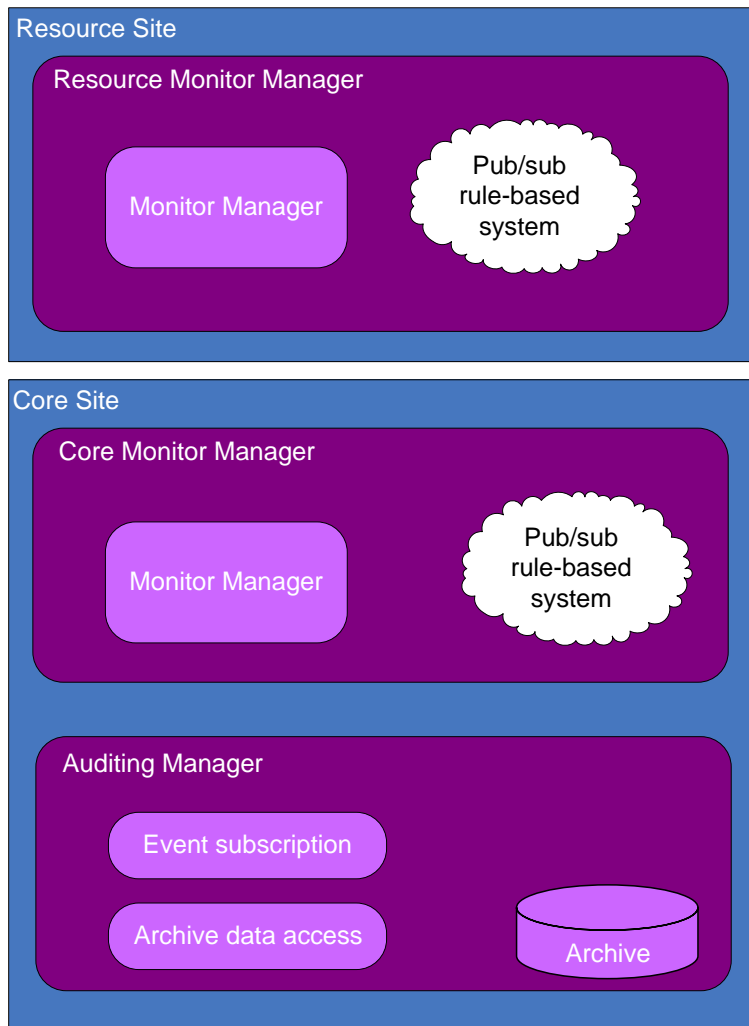 Resource Site
Resource Monitor Manager
Monitor Manager
Pub/sub
rule-based
system
Core Site
Core Monitor Manager
Monitor Manager
Pub/sub
rule-based
system
Auditing Manager
Event subscription
Archive data access
Archive